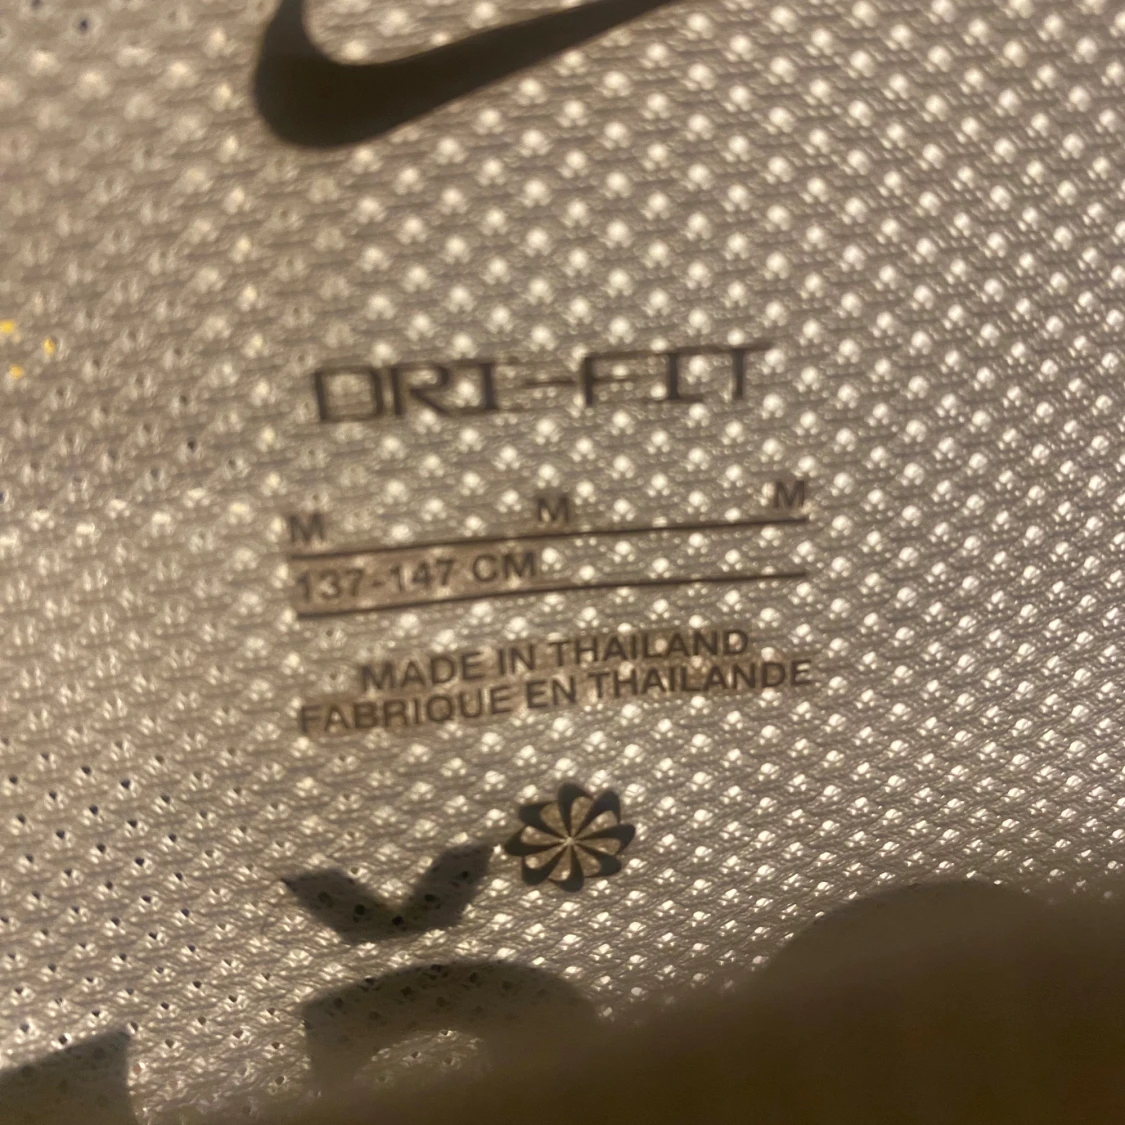 DRI-FIT
M M M
137-147 CM
MADE IN THAILAND
FABRIQUE EN THAILANDE